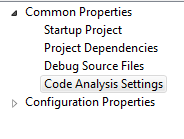 Common Properties
Startup Project
Project Dependencies
Debug Source Files
Code Analysis Settings
Configuration Properties